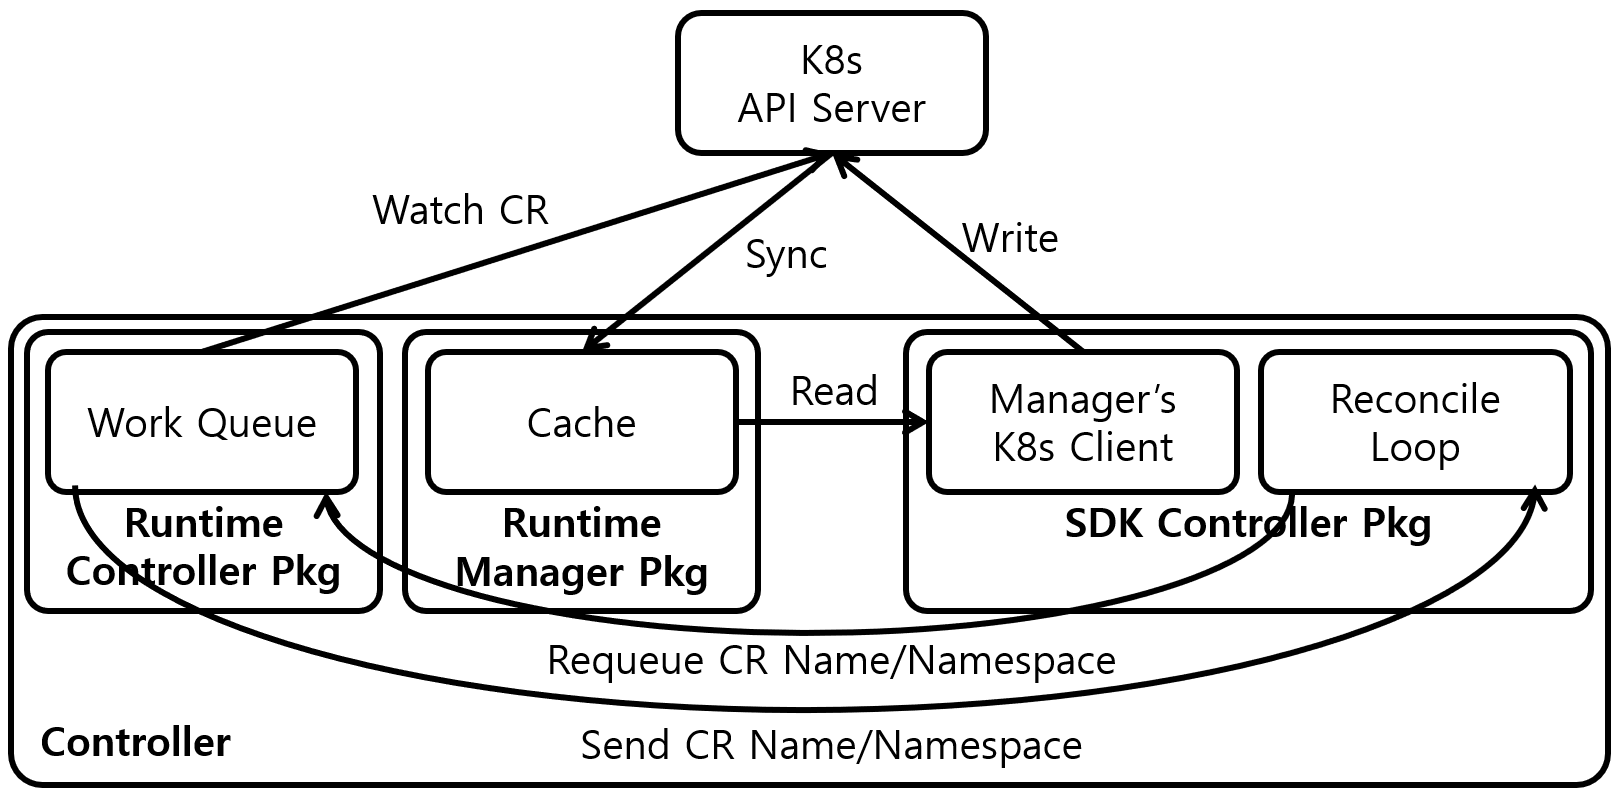 K8s
API Server
Watch CR
Sync
Write
Work Queue
Runtime
Controller Pkg
Cache
Runtime
Manager Pkg
Read
Manager’s
K8s Client
Reconcile
Loop
SDK Controller Pkg
Requeue CR Name/Namespace
Send CR Name/Namespace
Controller